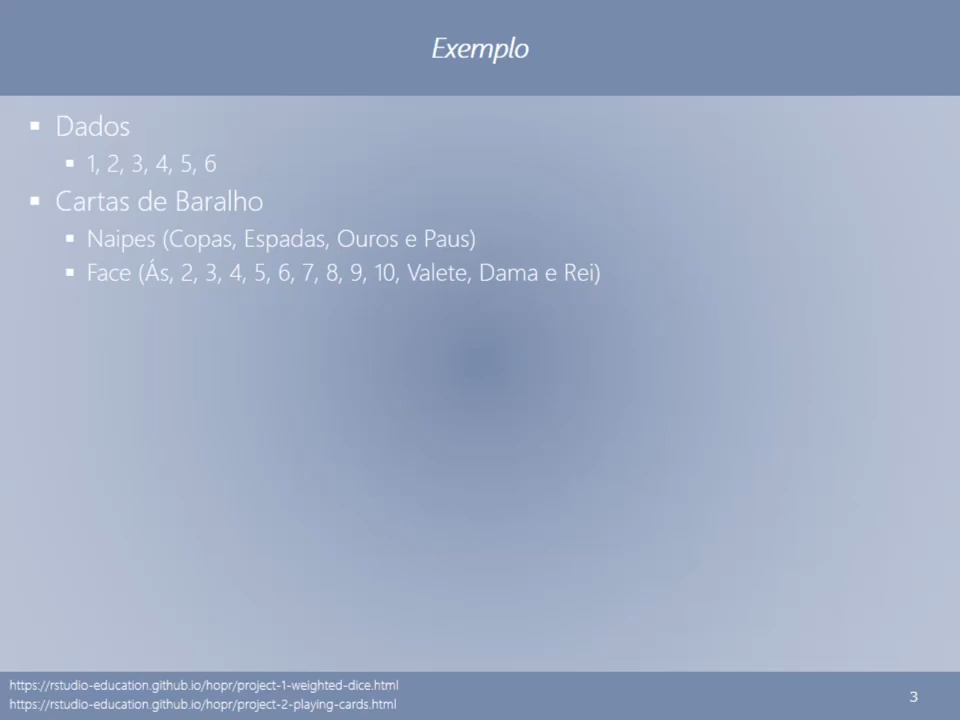 Exemplo
▪ Dados
▪ 1, 2, 3, 4, 5, 6
▪ Cartas de Baralho
▪ Naipes (Copas, Espadas, Ouros e Paus)
▪ Face (Ás, 2, 3, 4, 5, 6, 7, 8, 9, 10, Valete, Dama e Rei)
https://rstudio-education.github.io/hopr/project-1-weighted-dice.html
https://rstudio-education.github.io/hopr/project-2-playing-cards.html
3